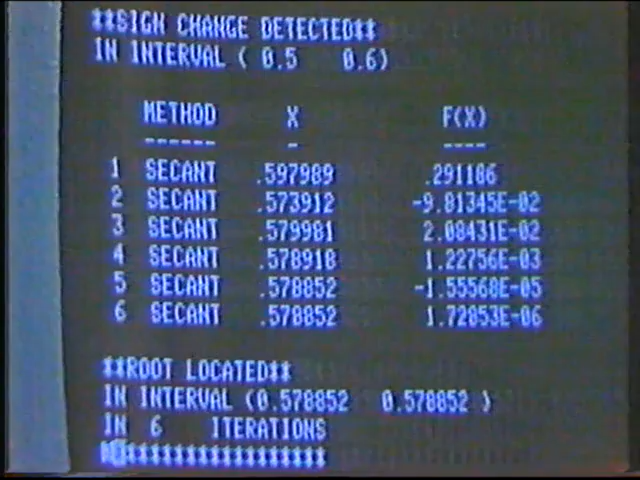 **SIGN CHANGE DETECTED**
IN INTERVAL ( 0.5 0.6)
METHOD X F(X)
------ - ----
1 SECANT .597989 .291186
2 SECANT .573912 -9.81345E-02
3 SECANT .579981 2.08431E-02
4 SECANT .578918 1.22756E-03
5 SECANT .578852 -1.55568E-05
6 SECANT .578852 1.72853E-06
**ROOT LOCATED**
IN INTERVAL (0.578852 0.578852 )
IN 6 ITERATIONS
*******************